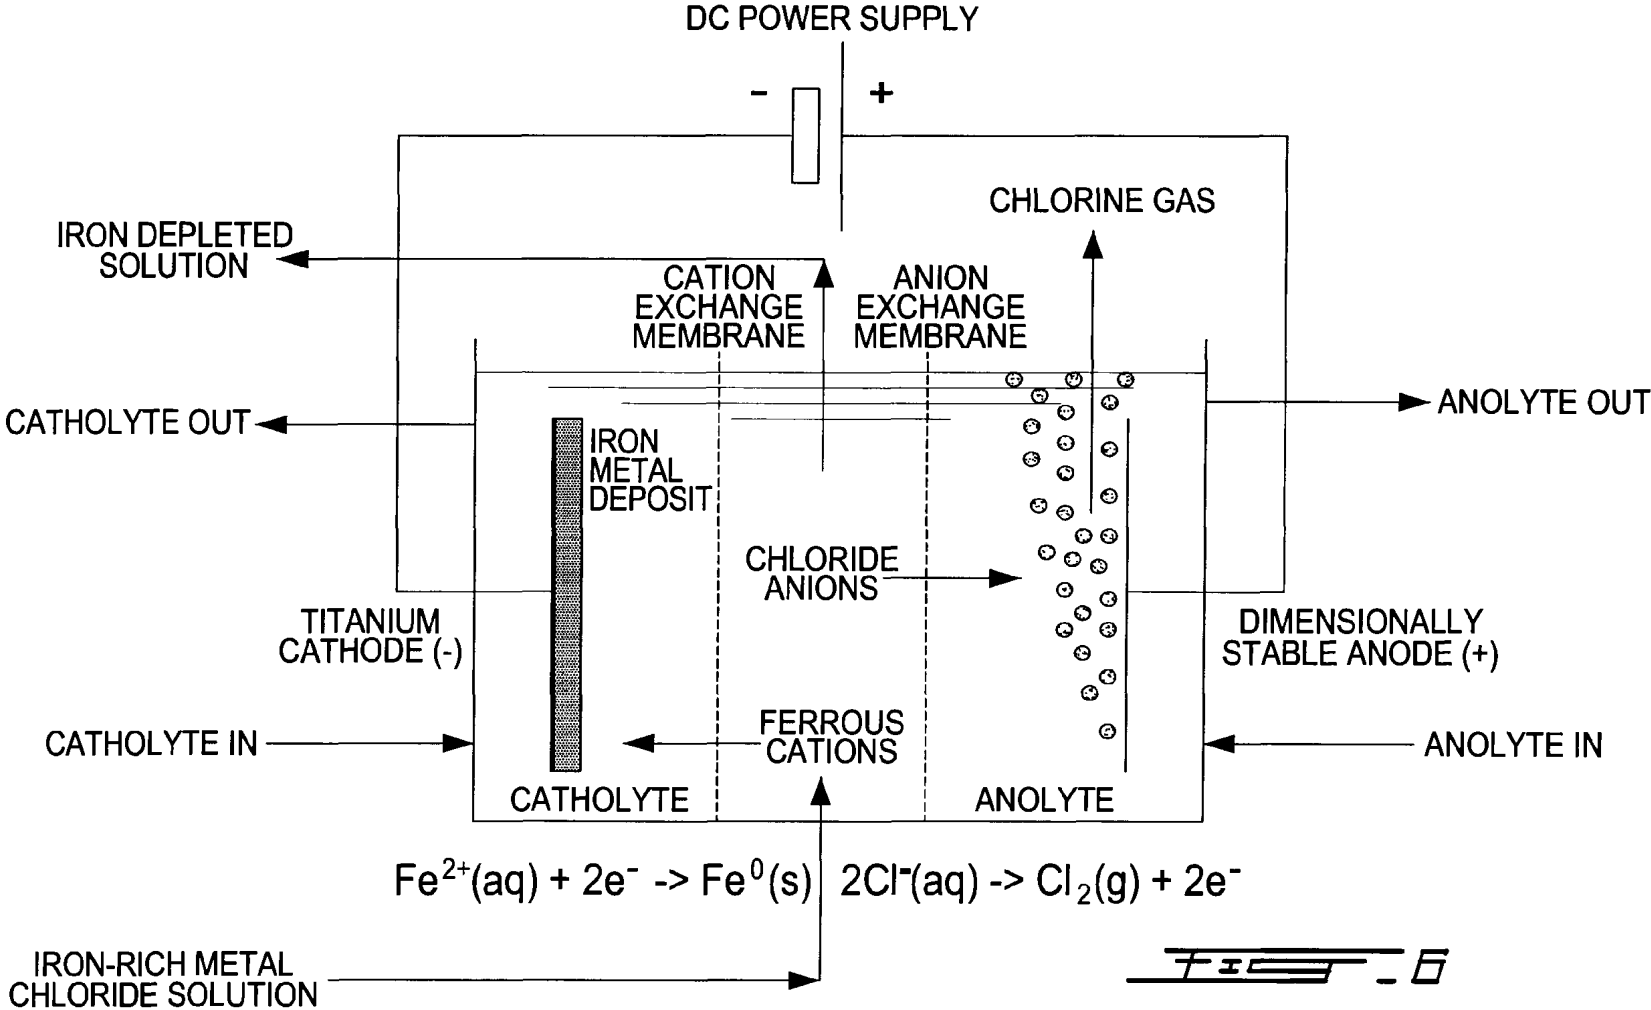 DC POWER SUPPLY
- +
CHLORINE GAS
IRON DEPLETED
SOLUTION
CATION
EXCHANGE
MEMBRANE
ANION
EXCHANGE
MEMBRANE
CATHOLYTE OUT
ANOLYTE OUT
IRON
METAL
DEPOSIT
CHLORIDE
ANIONS
TITANIUM
CATHODE (-)
DIMENSIONALLY
STABLE ANODE (+)
FERROUS
CATIONS
CATHOLYTE IN
ANOLYTE IN
CATHOLYTE
ANOLYTE
Fe²⁺(aq) + 2e⁻ -> Fe⁰(s)
2Cl⁻(aq) -> Cl₂(g) + 2e⁻
IRON-RICH METAL
CHLORIDE SOLUTION
FIG - 6